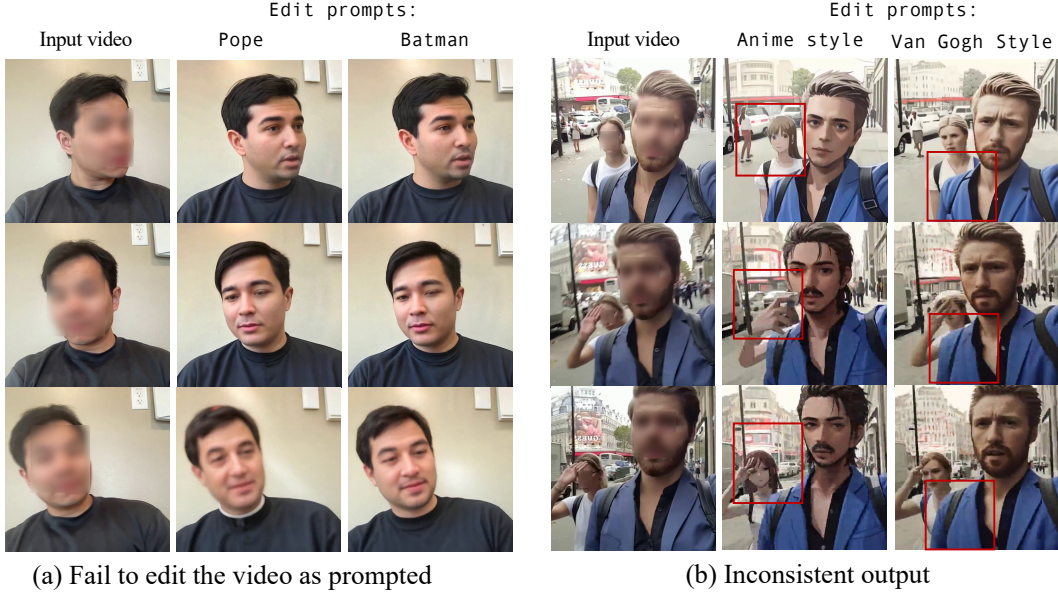 Edit prompts:
Input video
Pope
Batman
(a) Fail to edit the video as prompted
Edit prompts:
Input video
Anime style
Van Gogh Style
(b) Inconsistent output